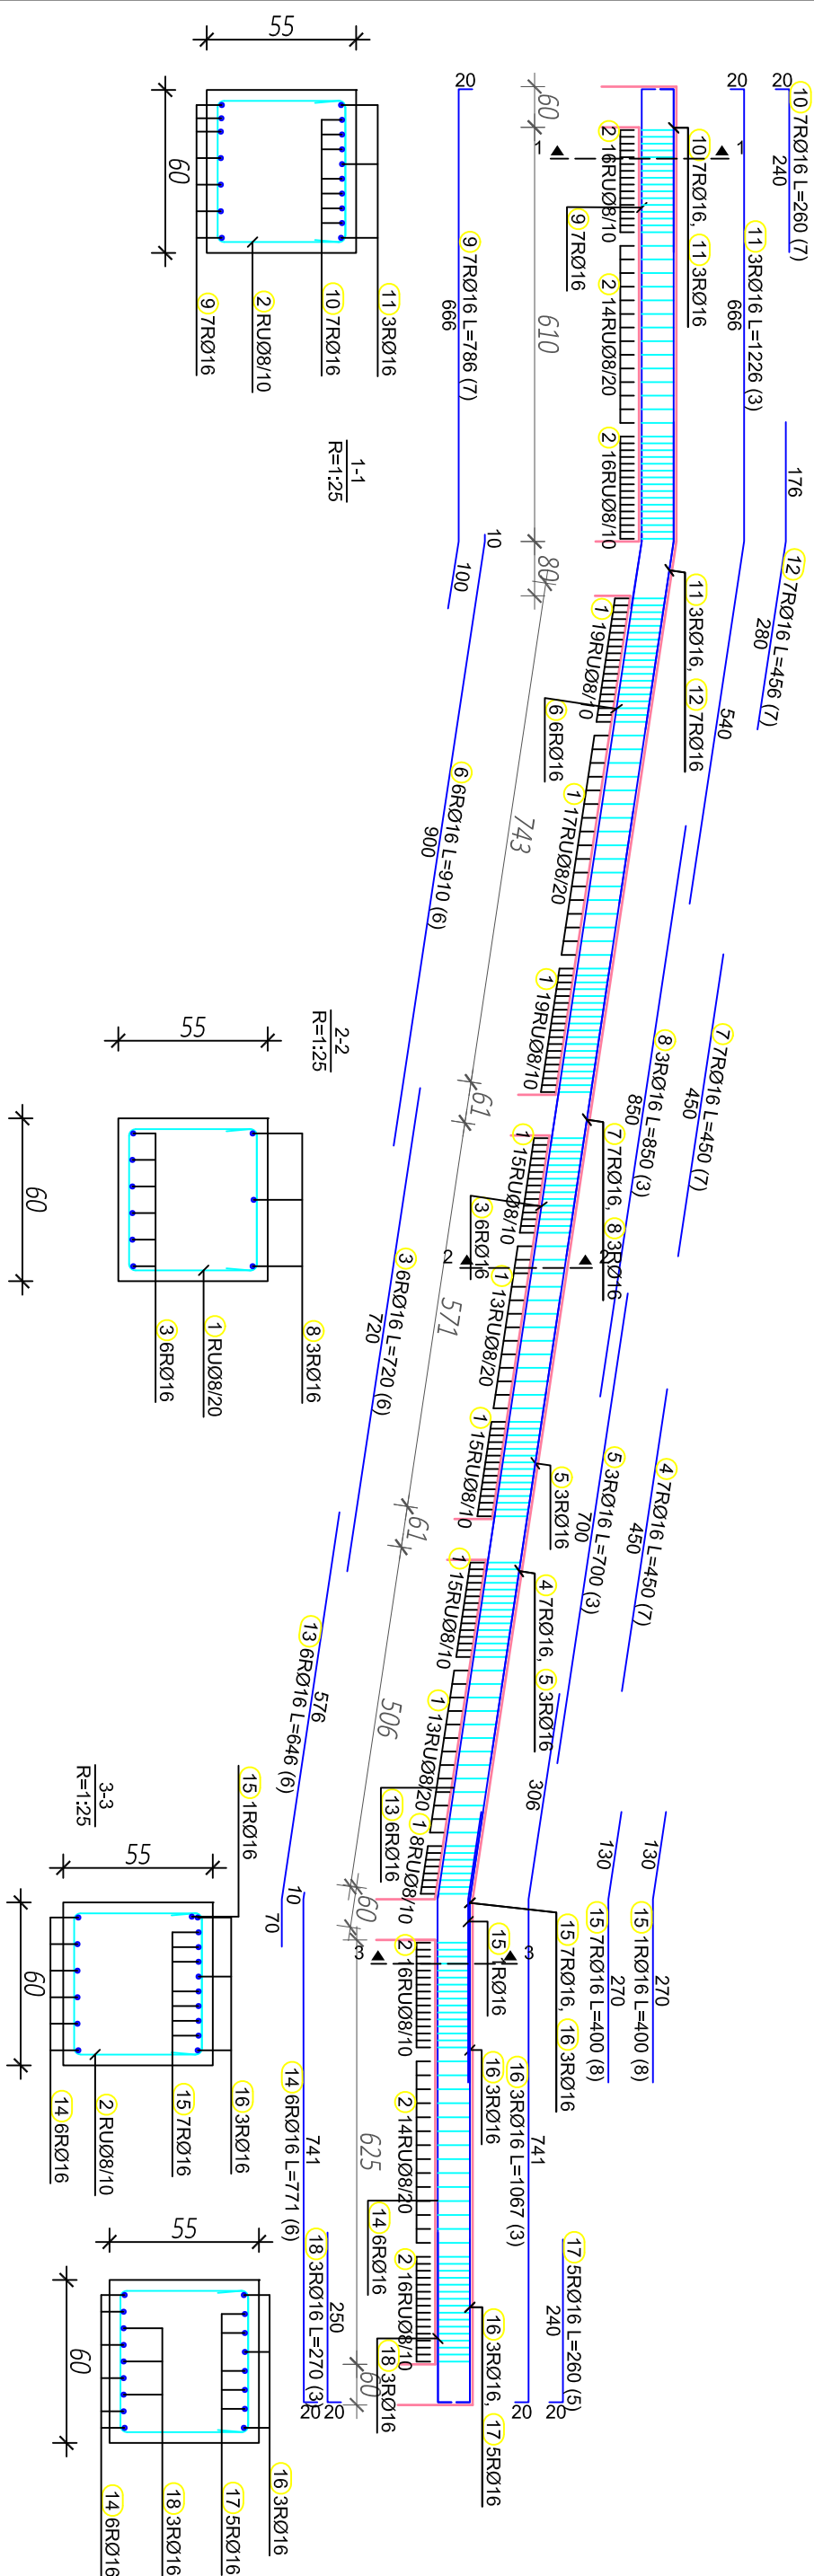 10 7RØ16 L=260 (7)
240
20
11 3RØ16 L=1226 (3)
666
540
20
176
12 7RØ16 L=456 (7)
280
7 7RØ16 L=450 (7)
450
8 3RØ16 L=850 (3)
850
4 7RØ16 L=450 (7)
450
5 3RØ16 L=700 (3)
700
15 1RØ16 L=400 (8)
130
270
15 7RØ16 L=400 (8)
130
270
306
16 3RØ16 L=1067 (3)
741
20
17 5RØ16 L=260 (5)
240
20
10 7RØ16, 11 3RØ16
11 3RØ16, 12 7RØ16
7 7RØ16, 8 3RØ16
5 3RØ16
4 7RØ16, 5 3RØ16
15 7RØ16, 16 3RØ16
15 1RØ16
16 3RØ16
16 3RØ16, 17 5RØ16
1
1
2
2
3
3
2 16RUØ8/10
2 14RUØ8/20
2 16RUØ8/10
1 19RUØ8/10
1 17RUØ8/20
1 19RUØ8/10
1 15RUØ8/10
1 13RUØ8/20
1 15RUØ8/10
1 15RUØ8/10
1 13RUØ8/20
1 8RUØ8/10
2 16RUØ8/10
2 14RUØ8/20
2 16RUØ8/10
9 7RØ16
6 6RØ16
3 6RØ16
13 6RØ16
14 6RØ16
18 3RØ16
60
610
80
743
61
571
61
506
60
625
60
20
9 7RØ16 L=786 (7)
666
100
10
6 6RØ16 L=910 (6)
900
3 6RØ16 L=720 (6)
720
13 6RØ16 L=646 (6)
576
70
10
14 6RØ16 L=771 (6)
741
20
18 3RØ16 L=270 (3)
250
20
1-1
R=1:25
55
60
11 3RØ16
10 7RØ16
2 RUØ8/10
9 7RØ16
2-2
R=1:25
55
60
8 3RØ16
1 RUØ8/20
3 6RØ16
3-3
R=1:25
15 1RØ16
55
60
16 3RØ16
15 7RØ16
2 RUØ8/10
14 6RØ16
55
60
16 3RØ16
17 5RØ16
18 3RØ16
14 6RØ16